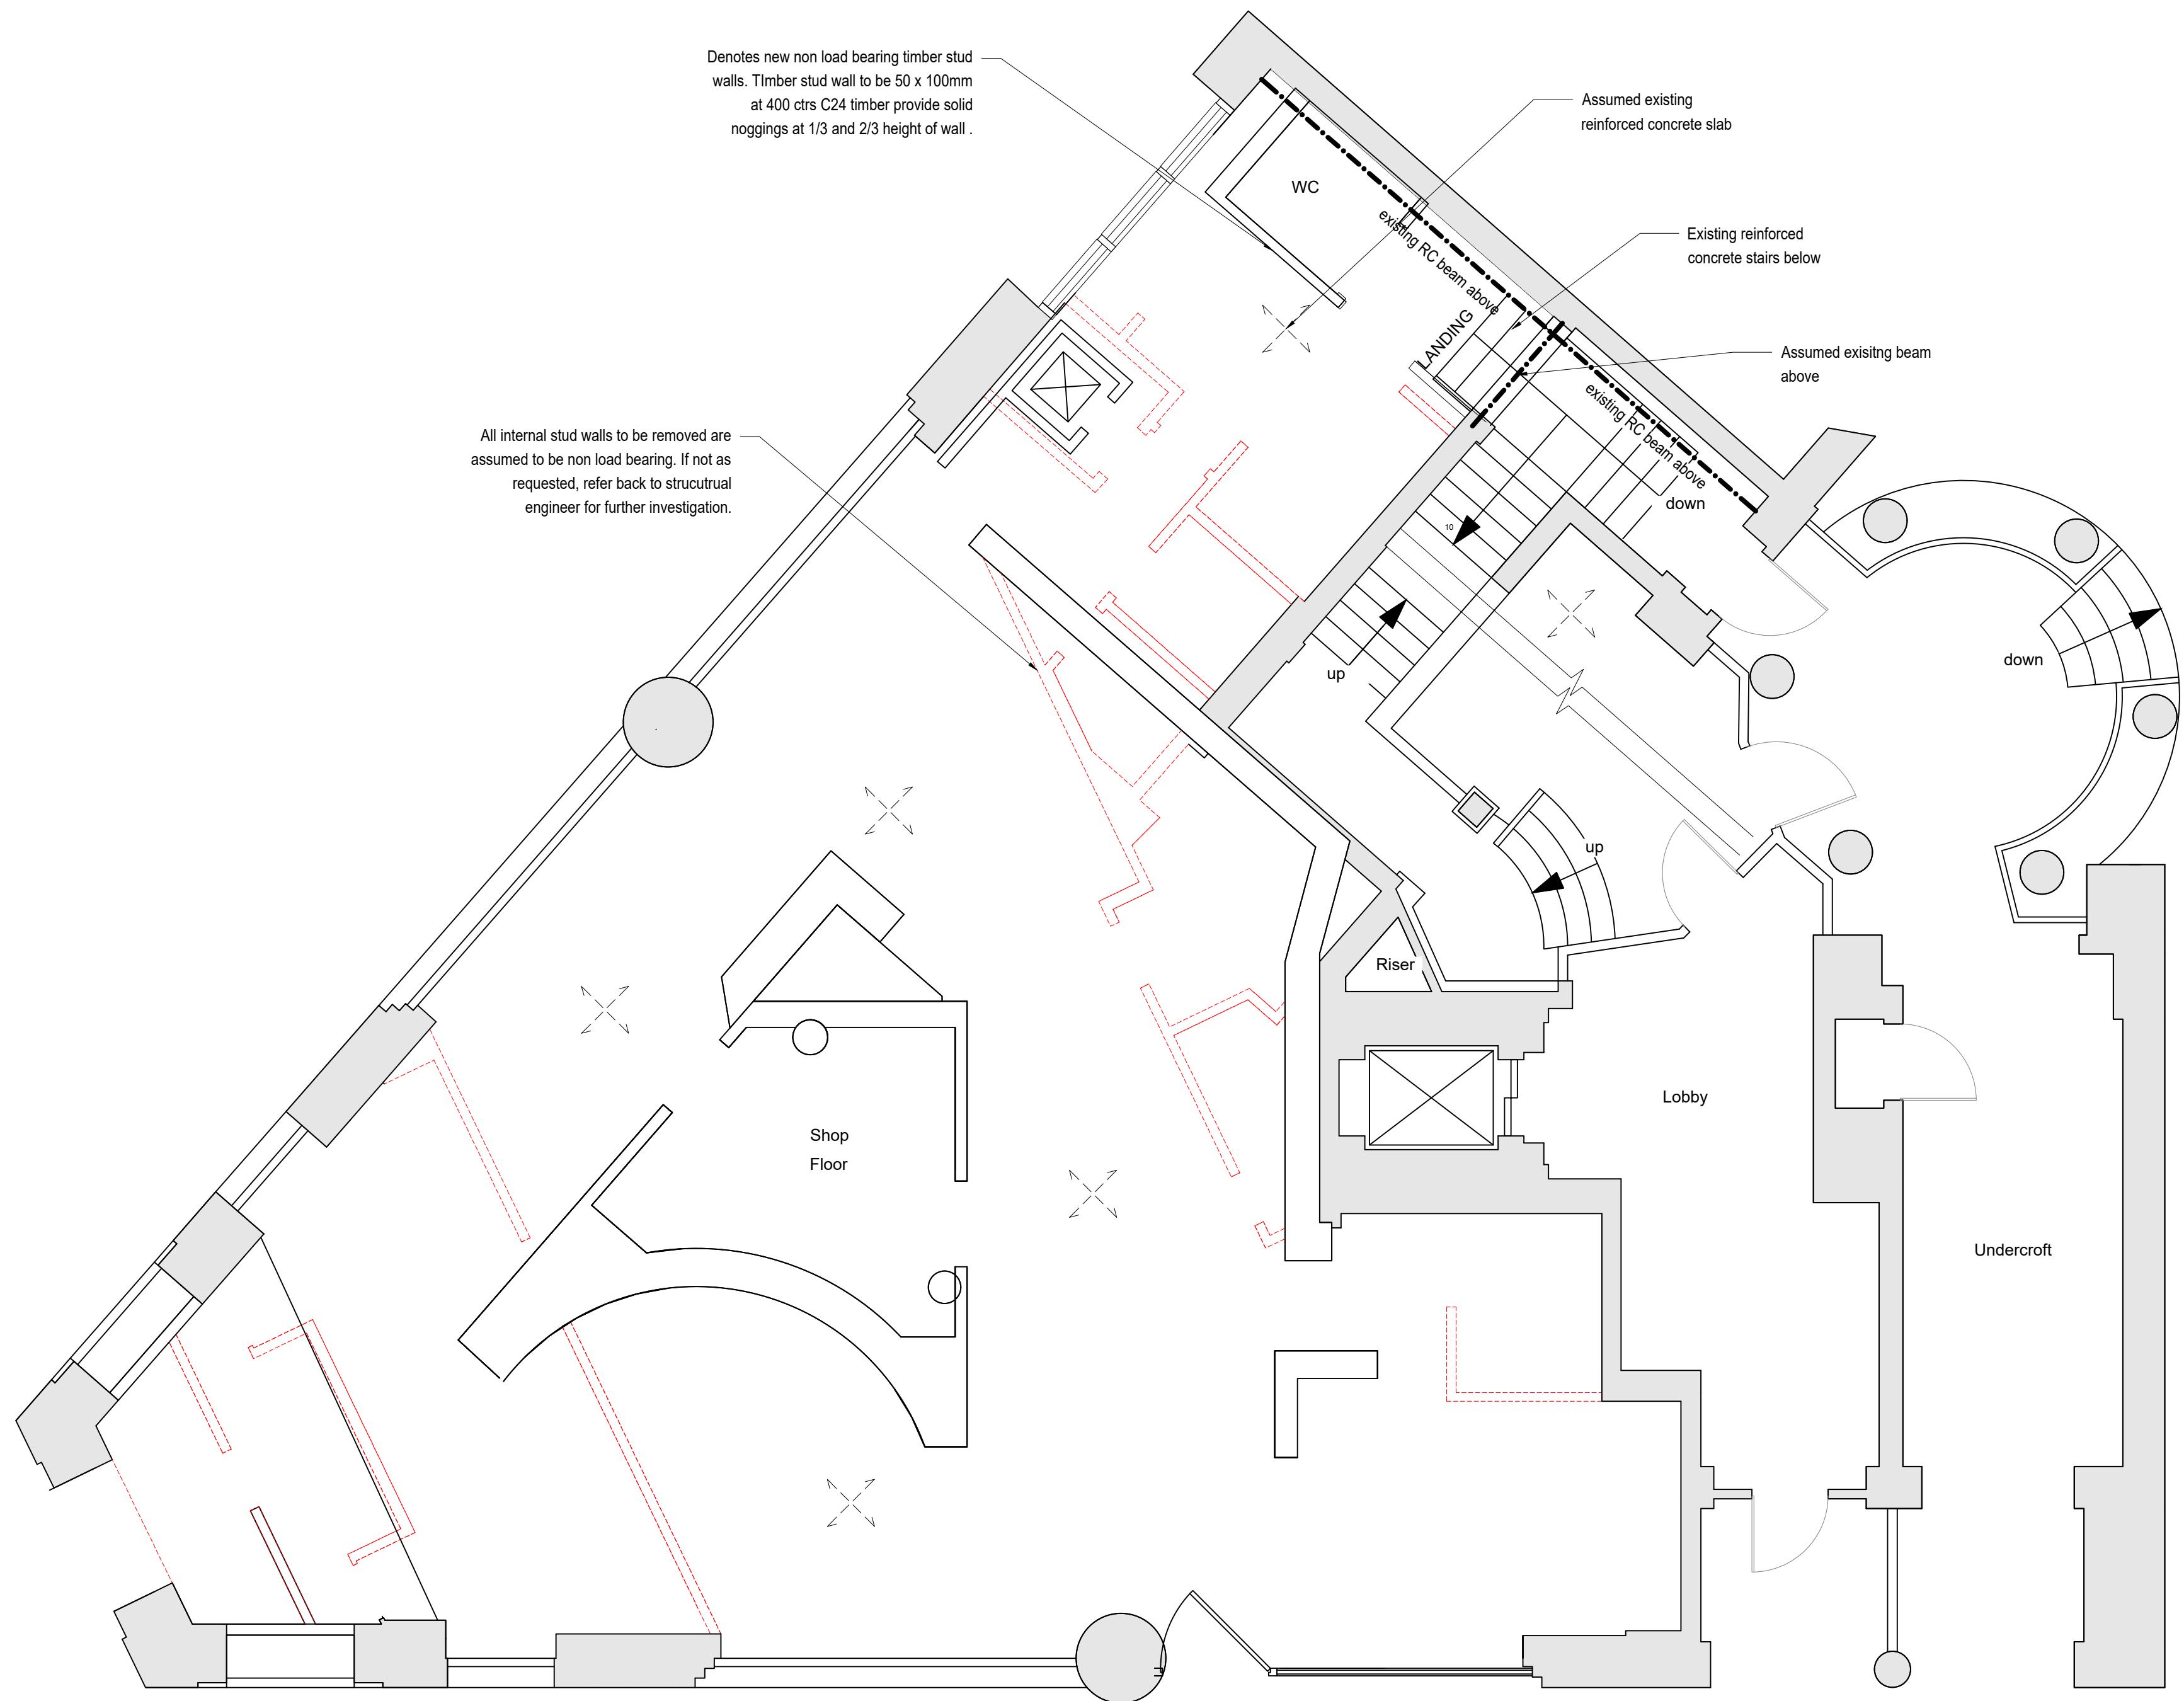 Denotes new non load bearing timber stud
walls. TImber stud wall to be 50 x 100mm
at 400 ctrs C24 timber provide solid
noggings at 1/3 and 2/3 height of wall .
Assumed existing
reinforced concrete slab
WC
existing RC beam above
Existing reinforced
concrete stairs below
LANDING
Assumed exisitng beam
above
existing RC beam above
down
All internal stud walls to be removed are
assumed to be non load bearing. If not as
requested, refer back to strucutrual
engineer for further investigation.
10
up
down
up
Riser
Lobby
Shop
Floor
Undercroft